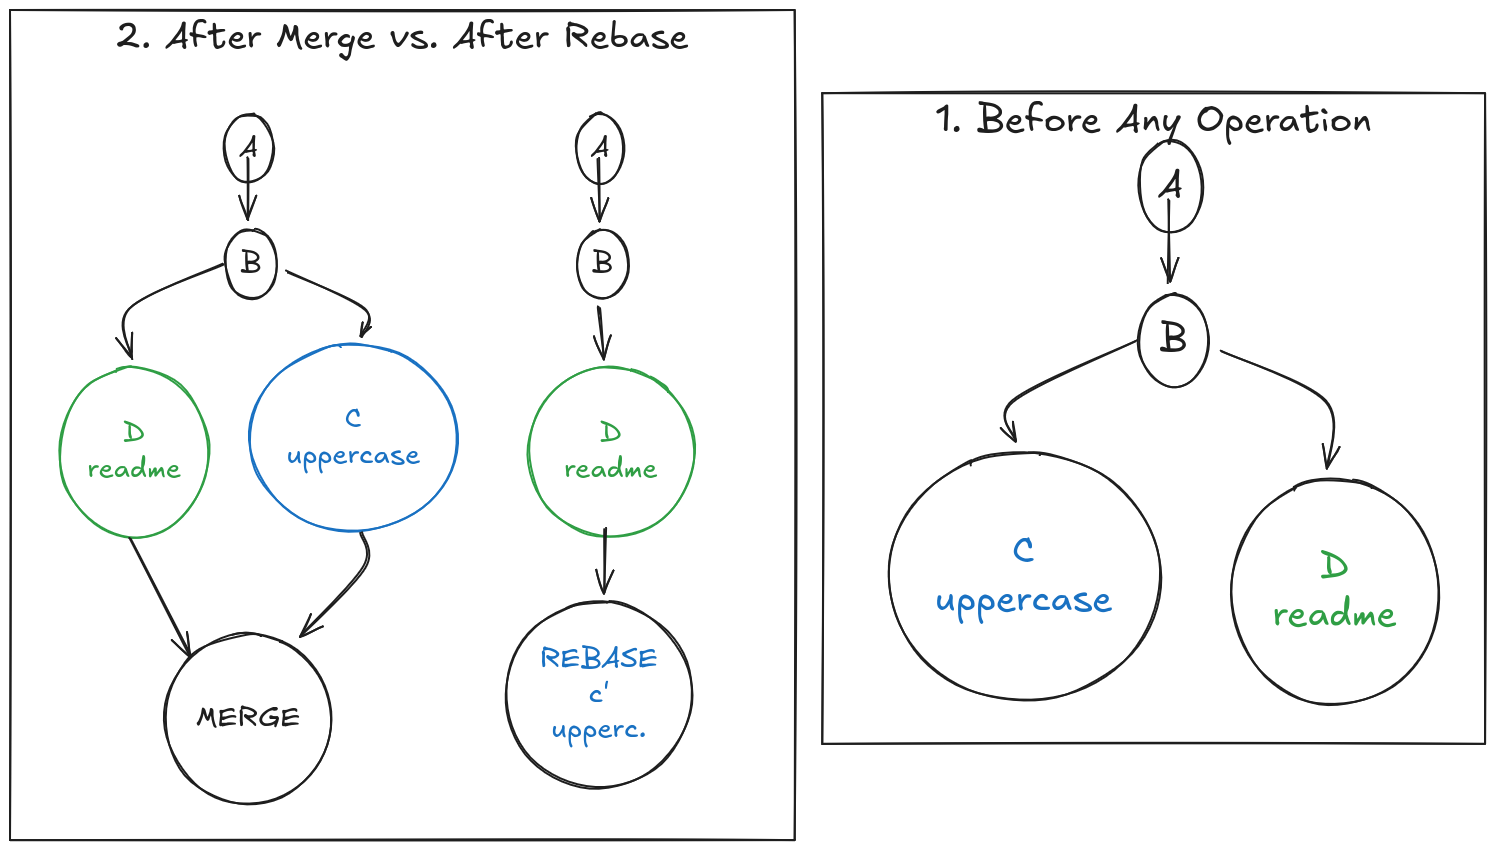 2. After Merge vs. After Rebase
A
A
B
B
D
readme
C
uppercase
D
readme
MERGE
REBASE
c'
upperc.
1. Before Any Operation
A
B
C
uppercase
D
readme